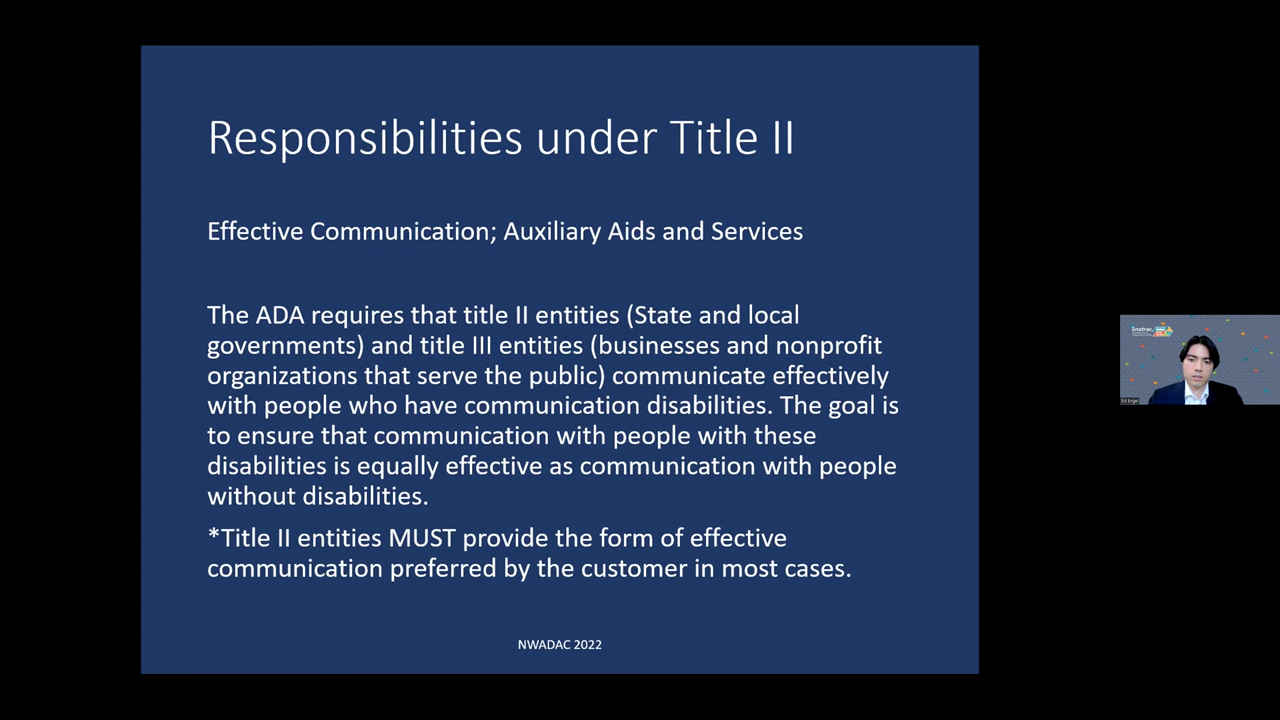 Responsibilities under Title II
Effective Communication; Auxiliary Aids and Services
The ADA requires that title II entities (State and local
governments) and title III entities (businesses and nonprofit
organizations that serve the public) communicate effectively
with people who have communication disabilities. The goal is
to ensure that communication with people with these
disabilities is equally effective as communication with people
without disabilities.
*Title II entities MUST provide the form of effective
communication preferred by the customer in most cases.
NWADAC 2022
Snotrac
Ed Engel